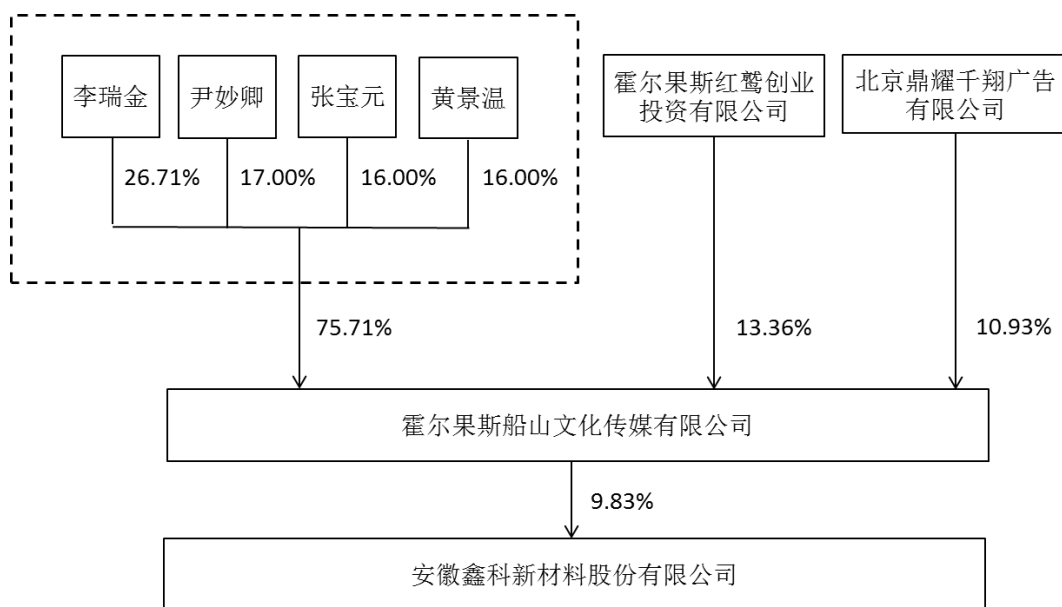 李瑞金
尹妙卿
张宝元
黄景温
霍尔果斯红鹫创业
投资有限公司
北京鼎耀千翔广告
有限公司
26.71%
17.00%
16.00%
16.00%
75.71%
13.36%
10.93%
霍尔果斯船山文化传媒有限公司
9.83%
安徽鑫科新材料股份有限公司